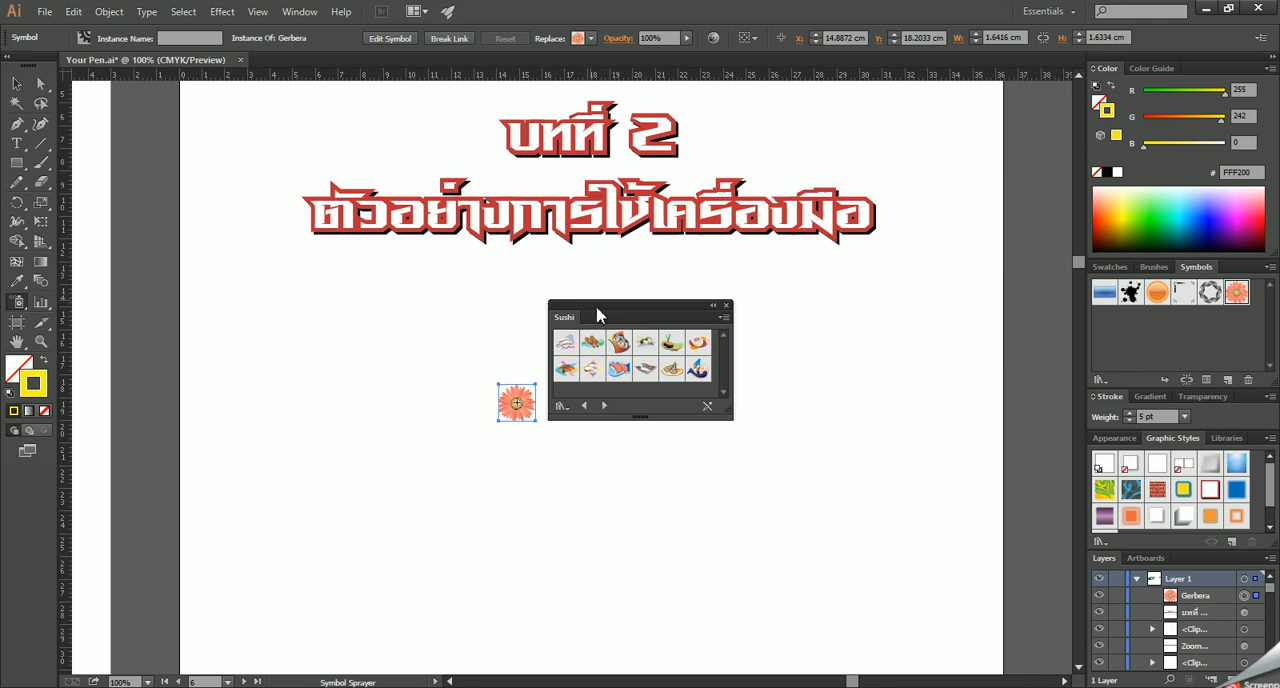 Ai File Edit Object Type Select Effect View Window Help Br Essentials
Symbol Instance Name: Instance Of: Gerbera Edit Symbol Break Link Reset Replace: Opacity: 100% X: 14.8872 cm Y: 18.2033 cm W: 1.6416 cm H: 1.6334 cm
Your Pen.ai* @ 100% (CMYK/Preview) ×
บทที่ 2
ตัวอย่างการใช้เครื่องมือ
Sushi
Color Color Guide
R 255
G 242
B 0
# FFF200
Swatches Brushes Symbols
Stroke Gradient Transparency
Weight: 5 pt
Appearance Graphic Styles Libraries
Layers Artboards
Layer 1
Gerbera
บทที่ ...
<Clip...
Zoom...
<Clip...
1 Layer
100% 6 Symbol Sprayer